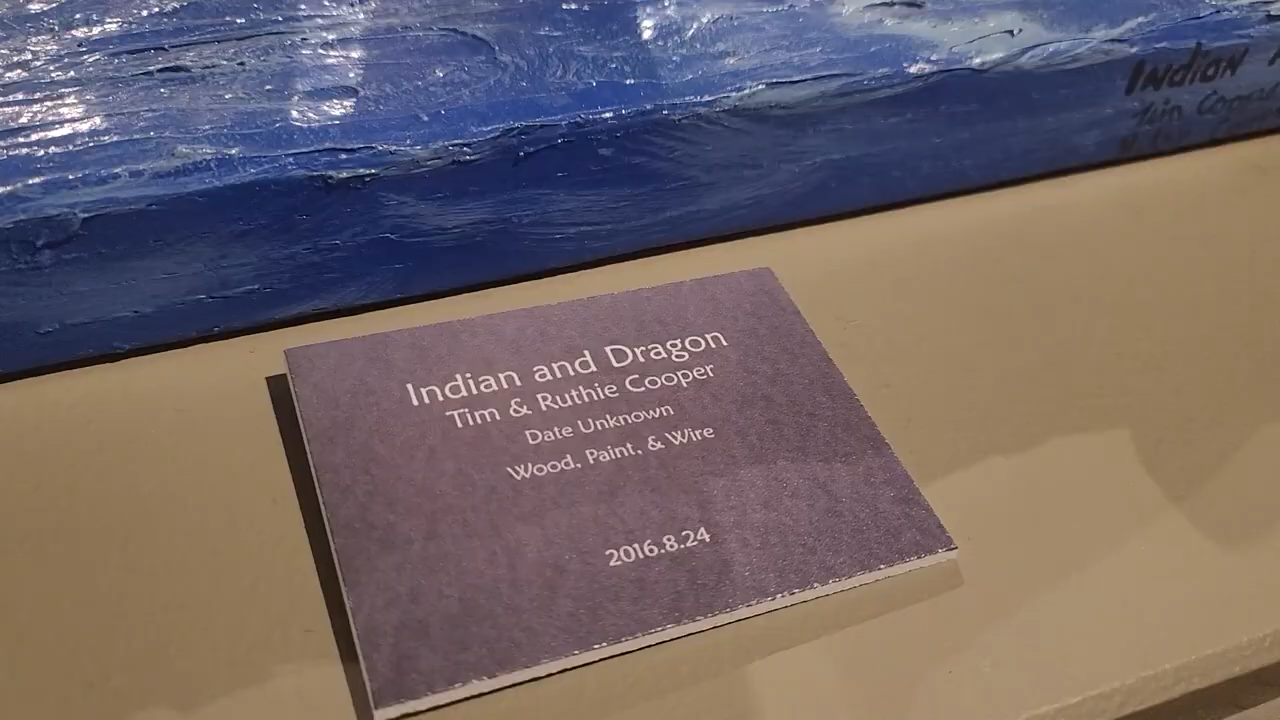 Indian
Indian and Dragon
Tim & Ruthie Cooper
Date Unknown
Wood, Paint, & Wire
2016.8.24